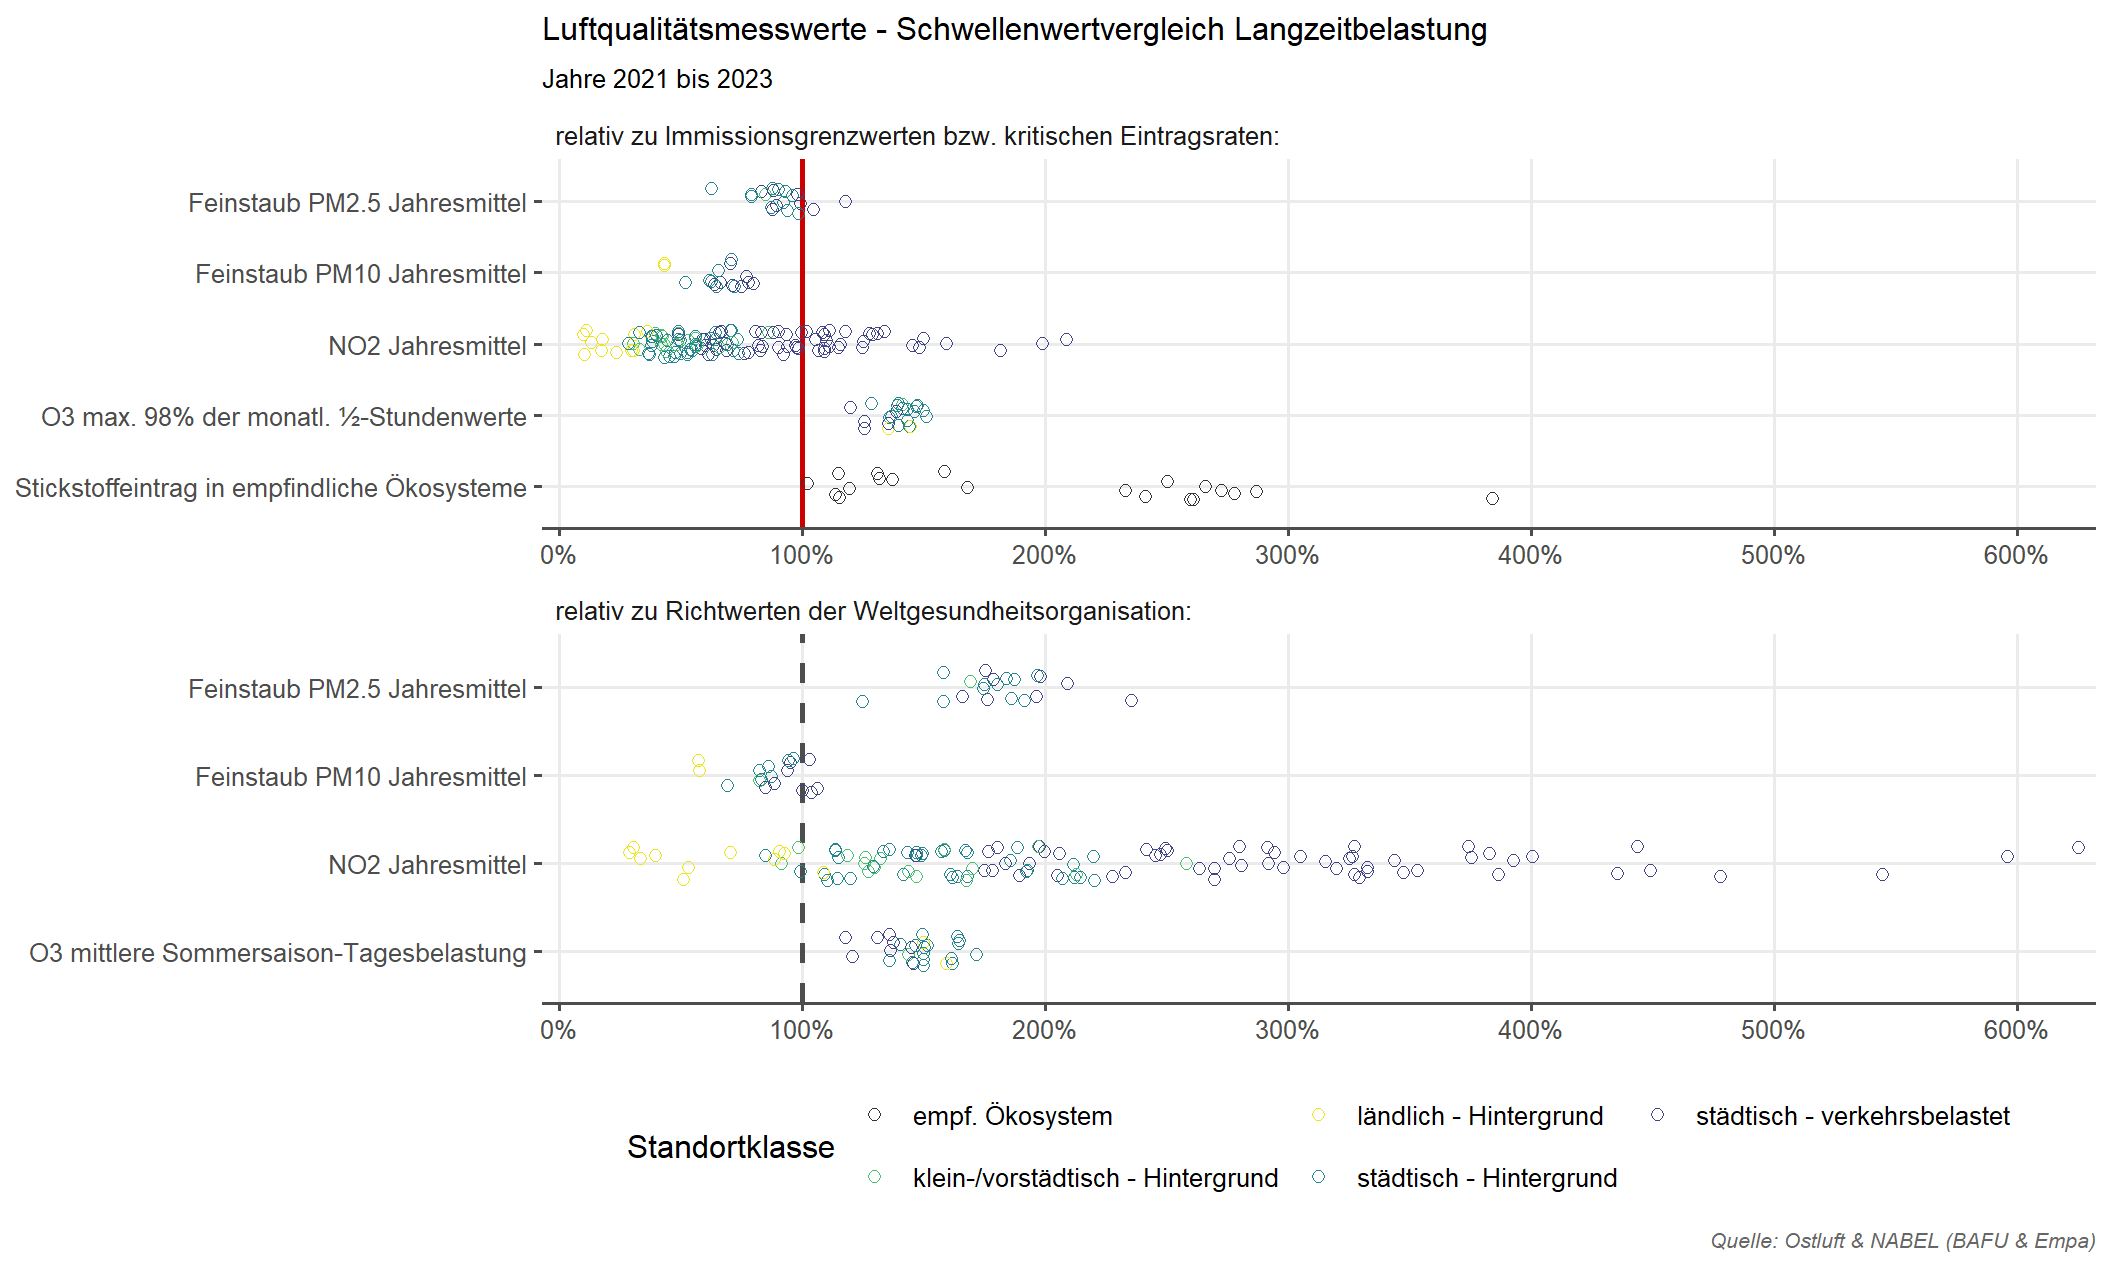 Luftqualitätsmesswerte - Schwellenwertvergleich Langzeitbelastung
Jahre 2021 bis 2023
relativ zu Immissionsgrenzwerten bzw. kritischen Eintragsraten:
Feinstaub PM2.5 Jahresmittel
Feinstaub PM10 Jahresmittel
NO2 Jahresmittel
O3 max. 98% der monatl. ½-Stundenwerte
Stickstoffeintrag in empfindliche Ökosysteme
0% 100% 200% 300% 400% 500% 600%
relativ zu Richtwerten der Weltgesundheitsorganisation:
Feinstaub PM2.5 Jahresmittel
Feinstaub PM10 Jahresmittel
NO2 Jahresmittel
O3 mittlere Sommersaison-Tagesbelastung
0% 100% 200% 300% 400% 500% 600%
Standortklasse
empf. Ökosystem ländlich - Hintergrund städtisch - verkehrsbelastet
klein-/vorstädtisch - Hintergrund städtisch - Hintergrund
Quelle: Ostluft & NABEL (BAFU & Empa)